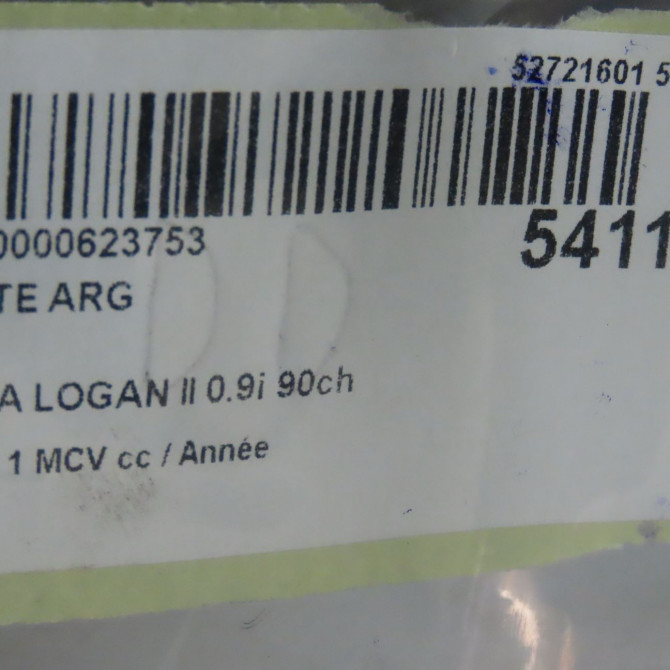 52721601 5
0000623753
5411
TE ARG
A LOGAN II 0.9i 90ch
1 MCV cc / Année